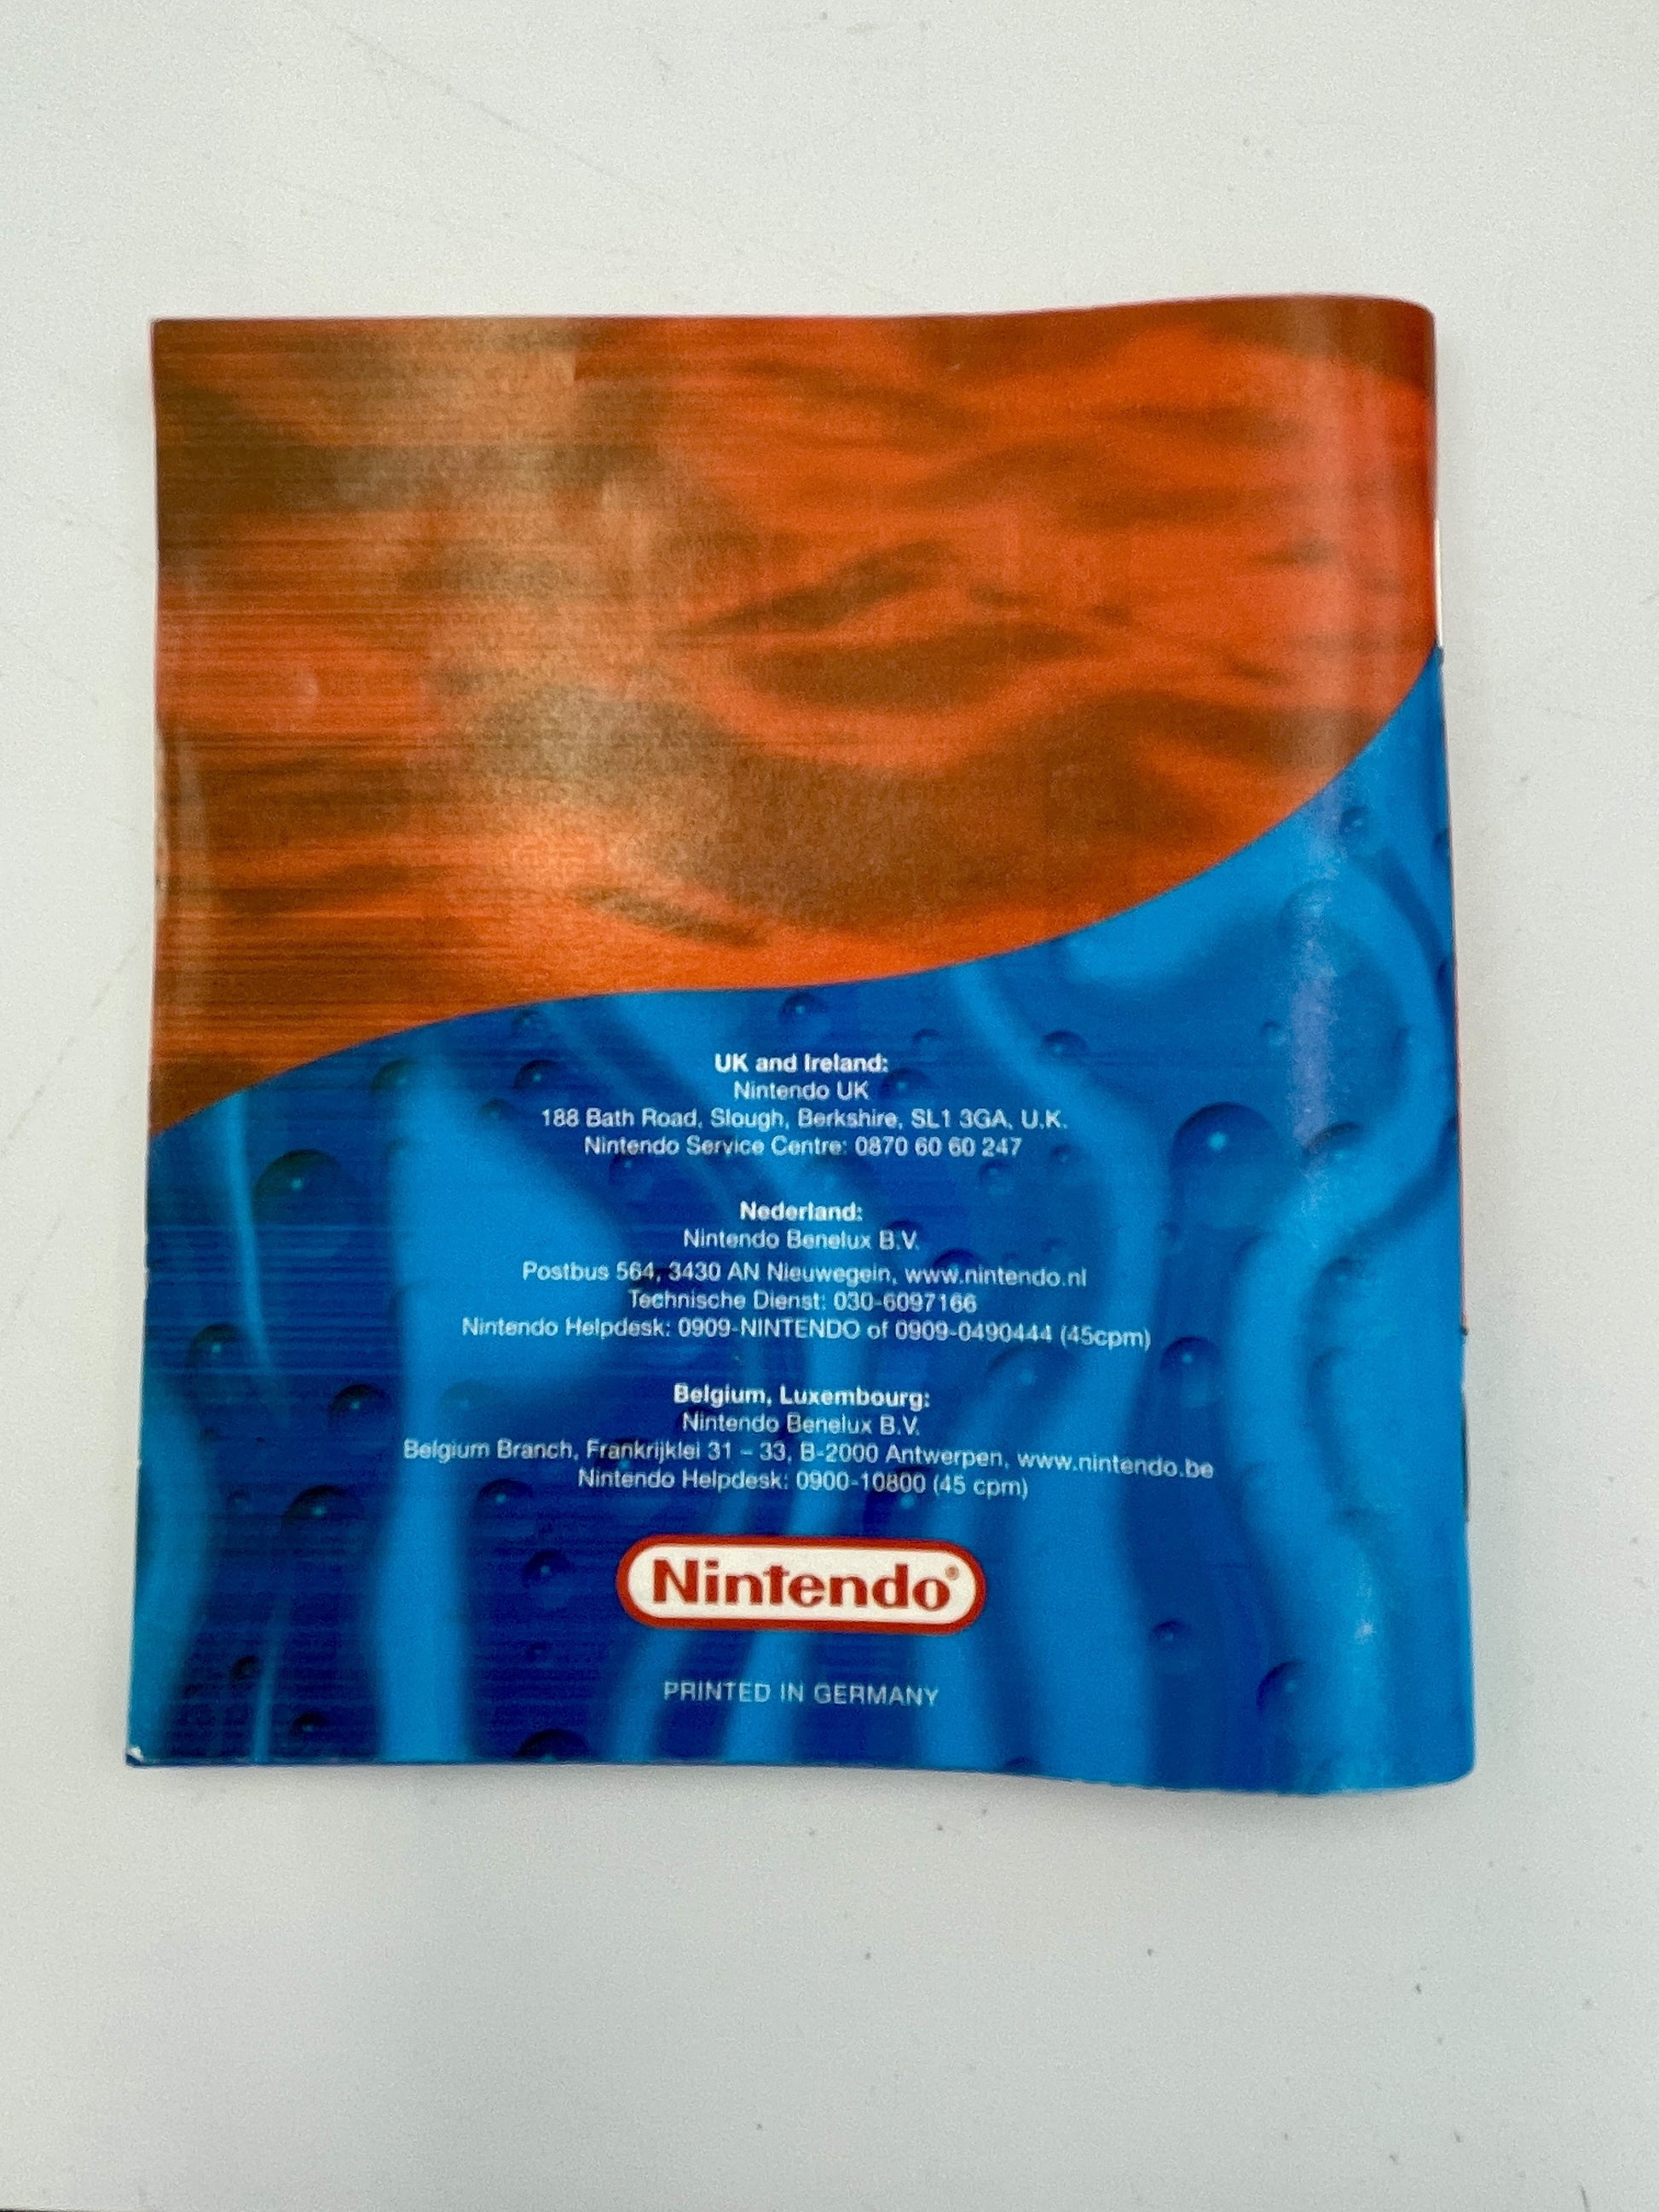 UK and Ireland:
Nintendo UK
188 Bath Road, Slough, Berkshire, SL1 3GA, U.K.
Nintendo Service Centre: 0870 60 60 247
Nederland:
Nintendo Benelux B.V.
Postbus 564, 3430 AN Nieuwegein, www.nintendo.nl
Technische Dienst: 030-6097166
Nintendo Helpdesk: 0909-NINTENDO of 0909-0490444 (45cpm)
Belgium, Luxembourg:
Nintendo Benelux B.V.
Belgium Branch, Frankrijklei 31 – 33, B-2000 Antwerpen, www.nintendo.be
Nintendo Helpdesk: 0900-10800 (45 cpm)
Nintendo®
PRINTED IN GERMANY